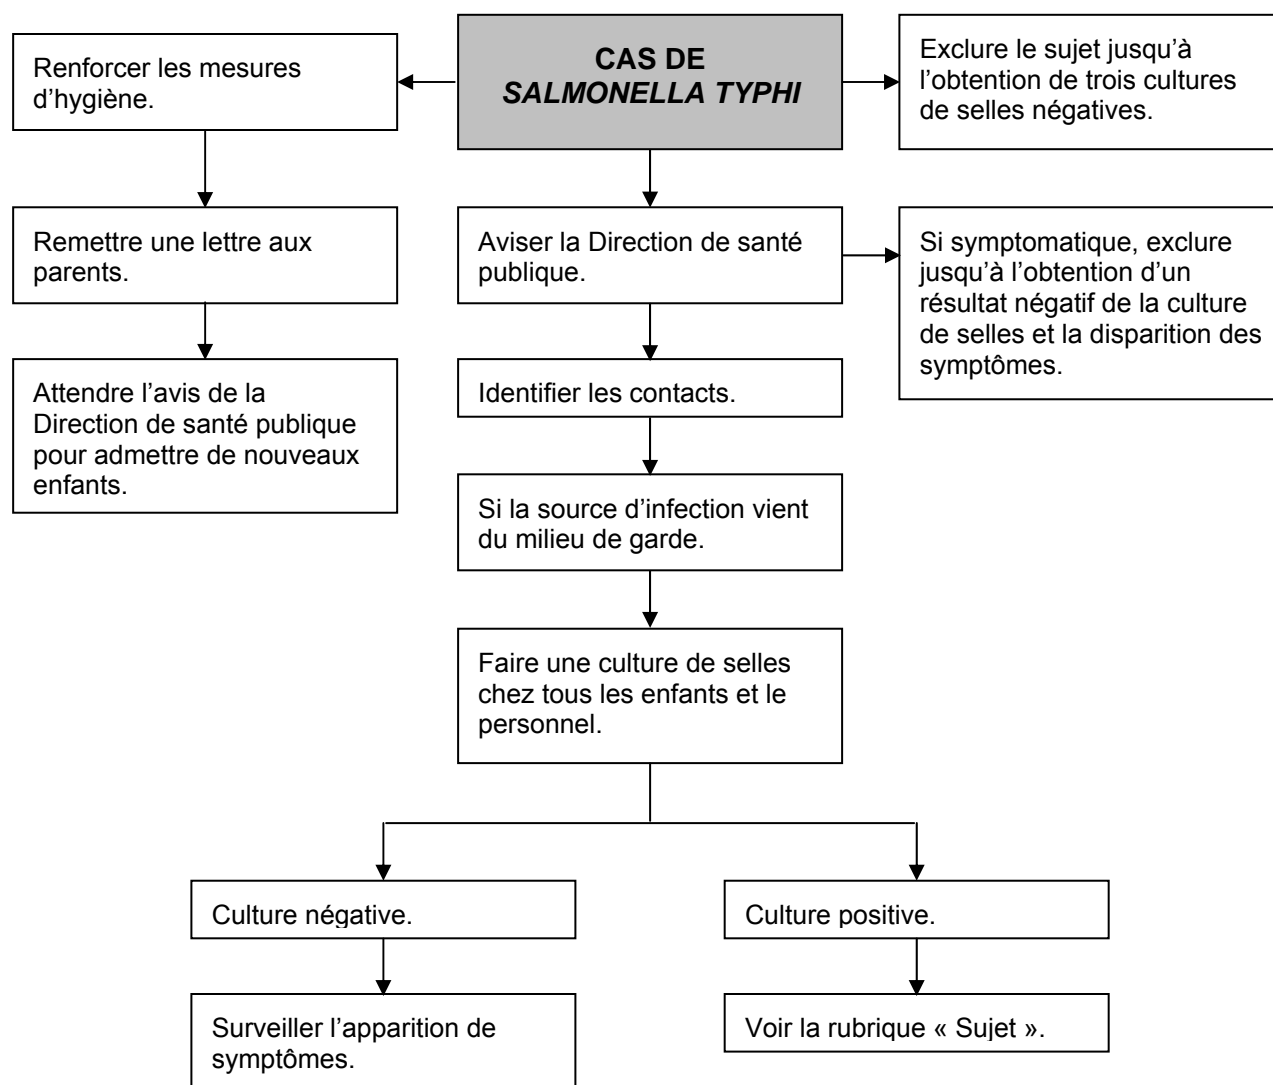 Renforcer les mesures
d’hygiène.
CAS DE
SALMONELLA TYPHI
Exclure le sujet jusqu’à
l’obtention de trois cultures
de selles négatives.
Remettre une lettre aux
parents.
Aviser la Direction de santé
publique.
Si symptomatique, exclure
jusqu’à l’obtention d’un
résultat négatif de la culture
de selles et la disparition des
symptômes.
Attendre l’avis de la
Direction de santé publique
pour admettre de nouveaux
enfants.
Identifier les contacts.
Si la source d’infection vient
du milieu de garde.
Faire une culture de selles
chez tous les enfants et le
personnel.
Culture négative.
Culture positive.
Surveiller l’apparition de
symptômes.
Voir la rubrique « Sujet ».